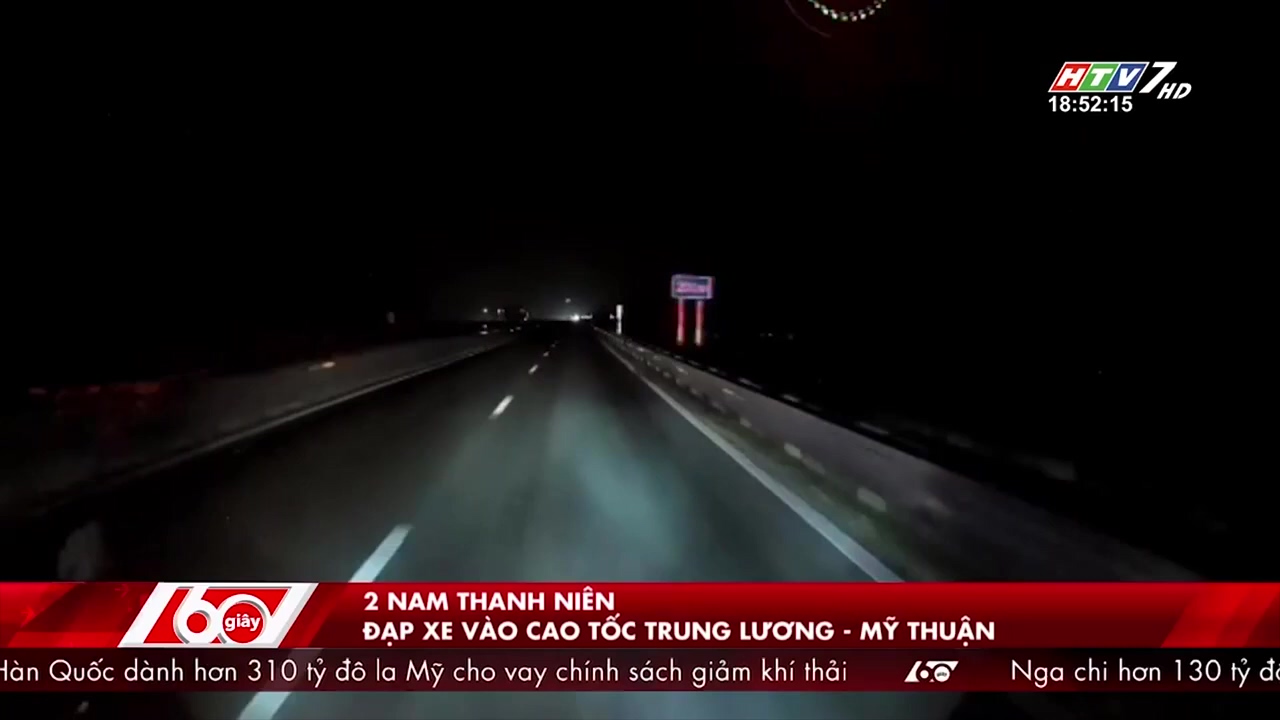 HTV7 HD
18:52:15
60 giây
2 NAM THANH NIÊN
ĐẠP XE VÀO CAO TỐC TRUNG LƯƠNG - MỸ THUẬN
Hàn Quốc dành hơn 310 tỷ đô la Mỹ cho vay chính sách giảm khí thải 60 giây Nga chi hơn 130 tỷ